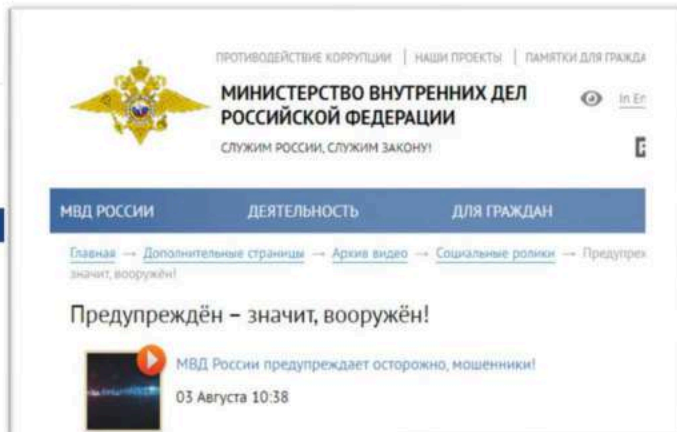 ПРОТИВОДЕЙСТВИЕ КОРРУПЦИИ | НАШИ ПРОЕКТЫ | ПАМЯТКИ ДЛЯ ГРАЖДА
МИНИСТЕРСТВО ВНУТРЕННИХ ДЕЛ
РОССИЙСКОЙ ФЕДЕРАЦИИ
In En
СЛУЖИМ РОССИИ, СЛУЖИМ ЗАКОНУ!
МВД РОССИИ ДЕЯТЕЛЬНОСТЬ ДЛЯ ГРАЖДАН
Главная → Дополнительные страницы → Архив видео → Социальные ролики → Предупреж
значит, вооружён!
Предупреждён – значит, вооружён!
МВД России предупреждает осторожно, мошенники!
03 Августа 10:38